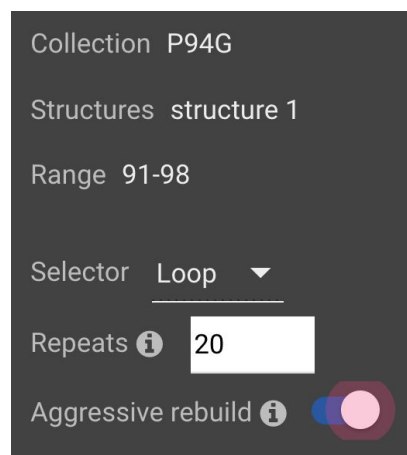 Collection P94G
Structures structure 1
Range 91-98
Selector Loop
Repeats 20
Aggressive rebuild